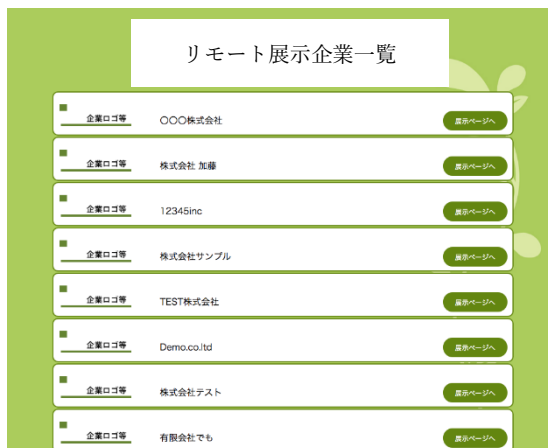 リモート展示企業一覧
企業ロゴ等 〇〇〇株式会社 展示ページへ
企業ロゴ等 株式会社 加藤 展示ページへ
企業ロゴ等 12345inc 展示ページへ
企業ロゴ等 株式会社サンプル 展示ページへ
企業ロゴ等 TEST株式会社 展示ページへ
企業ロゴ等 Demo.co.ltd 展示ページへ
企業ロゴ等 株式会社テスト 展示ページへ
企業ロゴ等 有限会社でも 展示ページへ